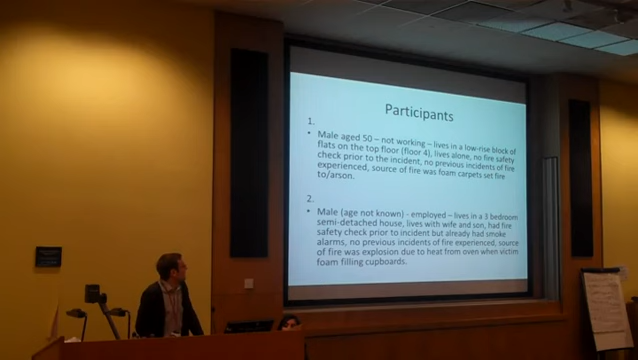 Participants
1.
• Male aged 50 – not working – lives in a low-rise block of
flats on the top floor (floor 4), lives alone, no fire safety
check prior to the incident, no previous incidents of fire
experienced, source of fire was foam carpets set fire
to/arson.
2.
• Male (age not known) - employed – lives in a 3 bedroom
semi-detached house, lives with wife and son, had fire
safety check prior to incident but already had smoke
alarms, no previous incidents of fire experienced, source
of fire was explosion due to heat from oven when victim
foam filling cupboards.